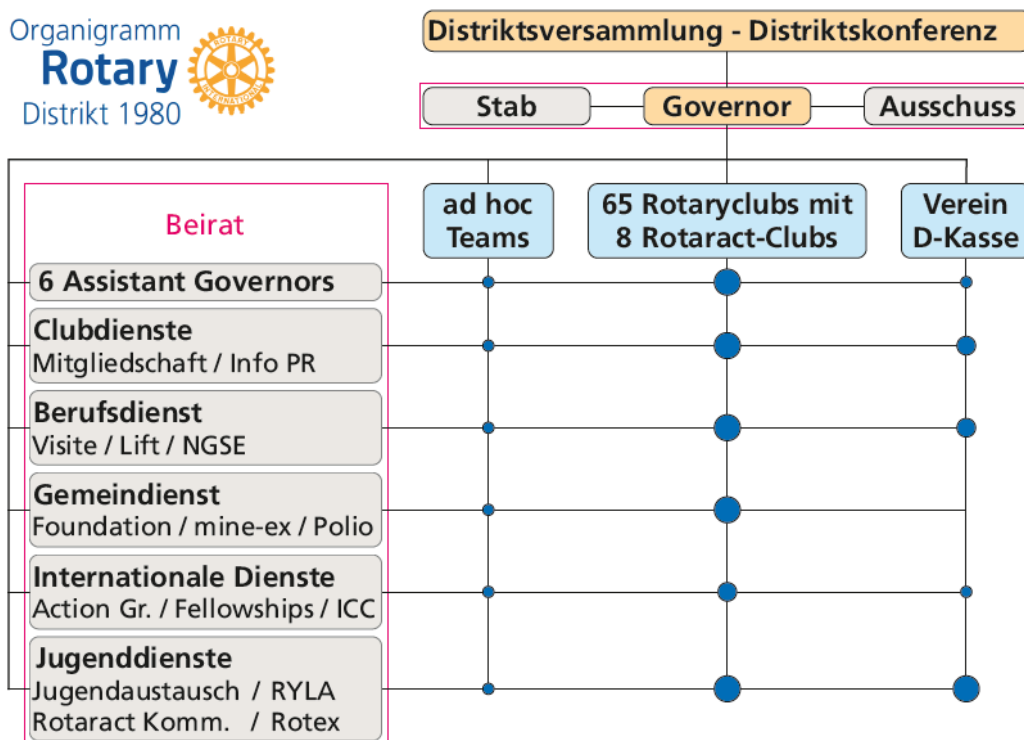 Organigramm
Rotary
Distrikt 1980
ROTARY
INTERNATIONAL
Distriktsversammlung - Distriktskonferenz
Stab
Governor
Ausschuss
Beirat
ad hoc
Teams
65 Rotaryclubs mit
8 Rotaract-Clubs
Verein
D-Kasse
6 Assistant Governors
Clubdienste
Mitgliedschaft / Info PR
Berufsdienst
Visite / Lift / NGSE
Gemeindienst
Foundation / mine-ex / Polio
Internationale Dienste
Action Gr. / Fellowships / ICC
Jugenddienste
Jugendaustausch / RYLA
Rotaract Komm. / Rotex